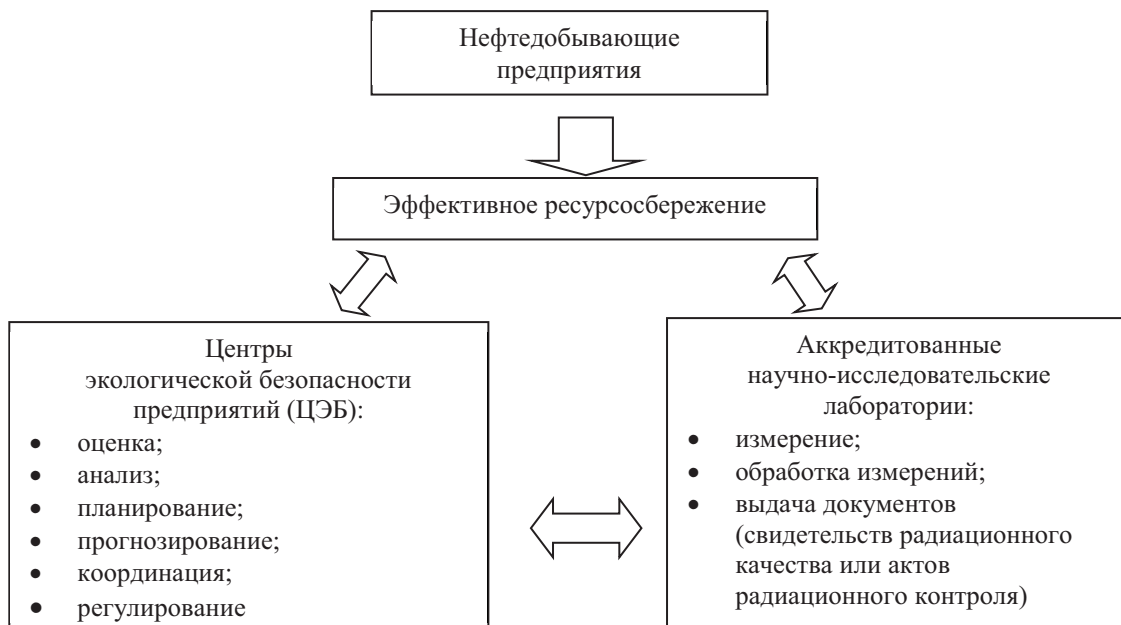 Нефтедобывающие
предприятия
Эффективное ресурсосбережение
Центры
экологической безопасности
предприятий (ЦЭБ):
• оценка;
• анализ;
• планирование;
• прогнозирование;
• координация;
• регулирование
Аккредитованные
научно-исследовательские
лаборатории:
• измерение;
• обработка измерений;
• выдача документов
(свидетельств радиационного
качества или актов
радиационного контроля)